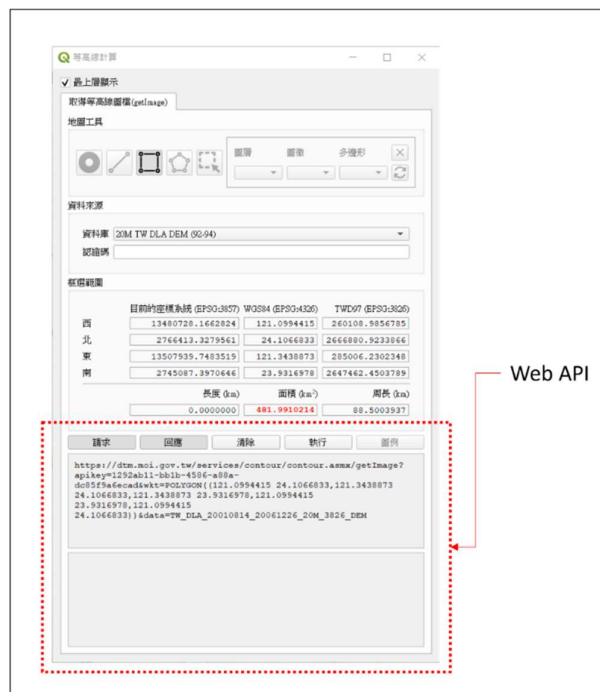 等高線計算
最上層顯示
取得等高線圖檔(getImage)
地圖工具
圖層 圖徵 多邊形
資料來源
資料庫 20M TW DLA DEM (92-94)
認證碼
框選範圍
目前的座標系統 (EPSG:3857) WGS84 (EPSG:4326) TWD97 (EPSG:3826)
西 13480728.1662824 121.0994415 260108.9856785
北 2766413.3279561 24.1066833 2666880.9233866
東 13507939.7483519 121.3438873 285006.2302348
南 2745087.3970646 23.9316978 2647462.4503789
長度 (km) 面積 (km²) 周長 (km)
0.0000000 481.9910214 88.5003937
請求 回應 清除 執行 圖例
Web API
https://dtm.moi.gov.tw/services/contour/contour.asmx/getImage?
apikey=1292ab11-bb1b-4586-a88a-
dc85f9a6ecad&wkt=POLYGON((121.0994415 24.1066833,121.3438873
24.1066833,121.3438873 23.9316978,121.0994415
23.9316978,121.0994415
24.1066833))&data=TW_DLA_20010814_20061226_20M_3826_DEM